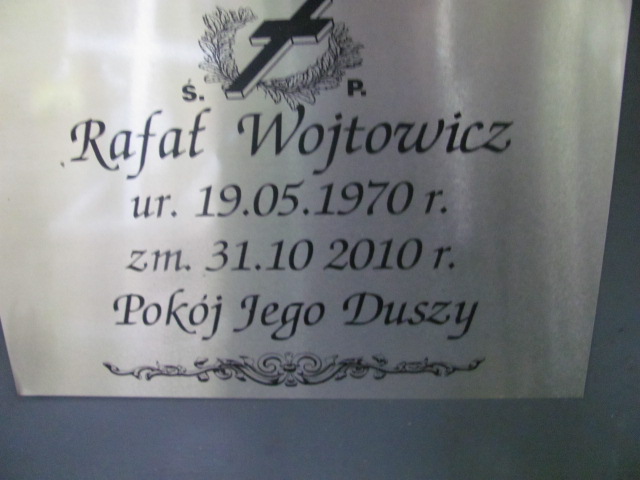 Ś. P.
Rafał Wojtowicz
ur. 19.05.1970 r.
zm. 31.10 2010 r.
Pokój Jego Duszy